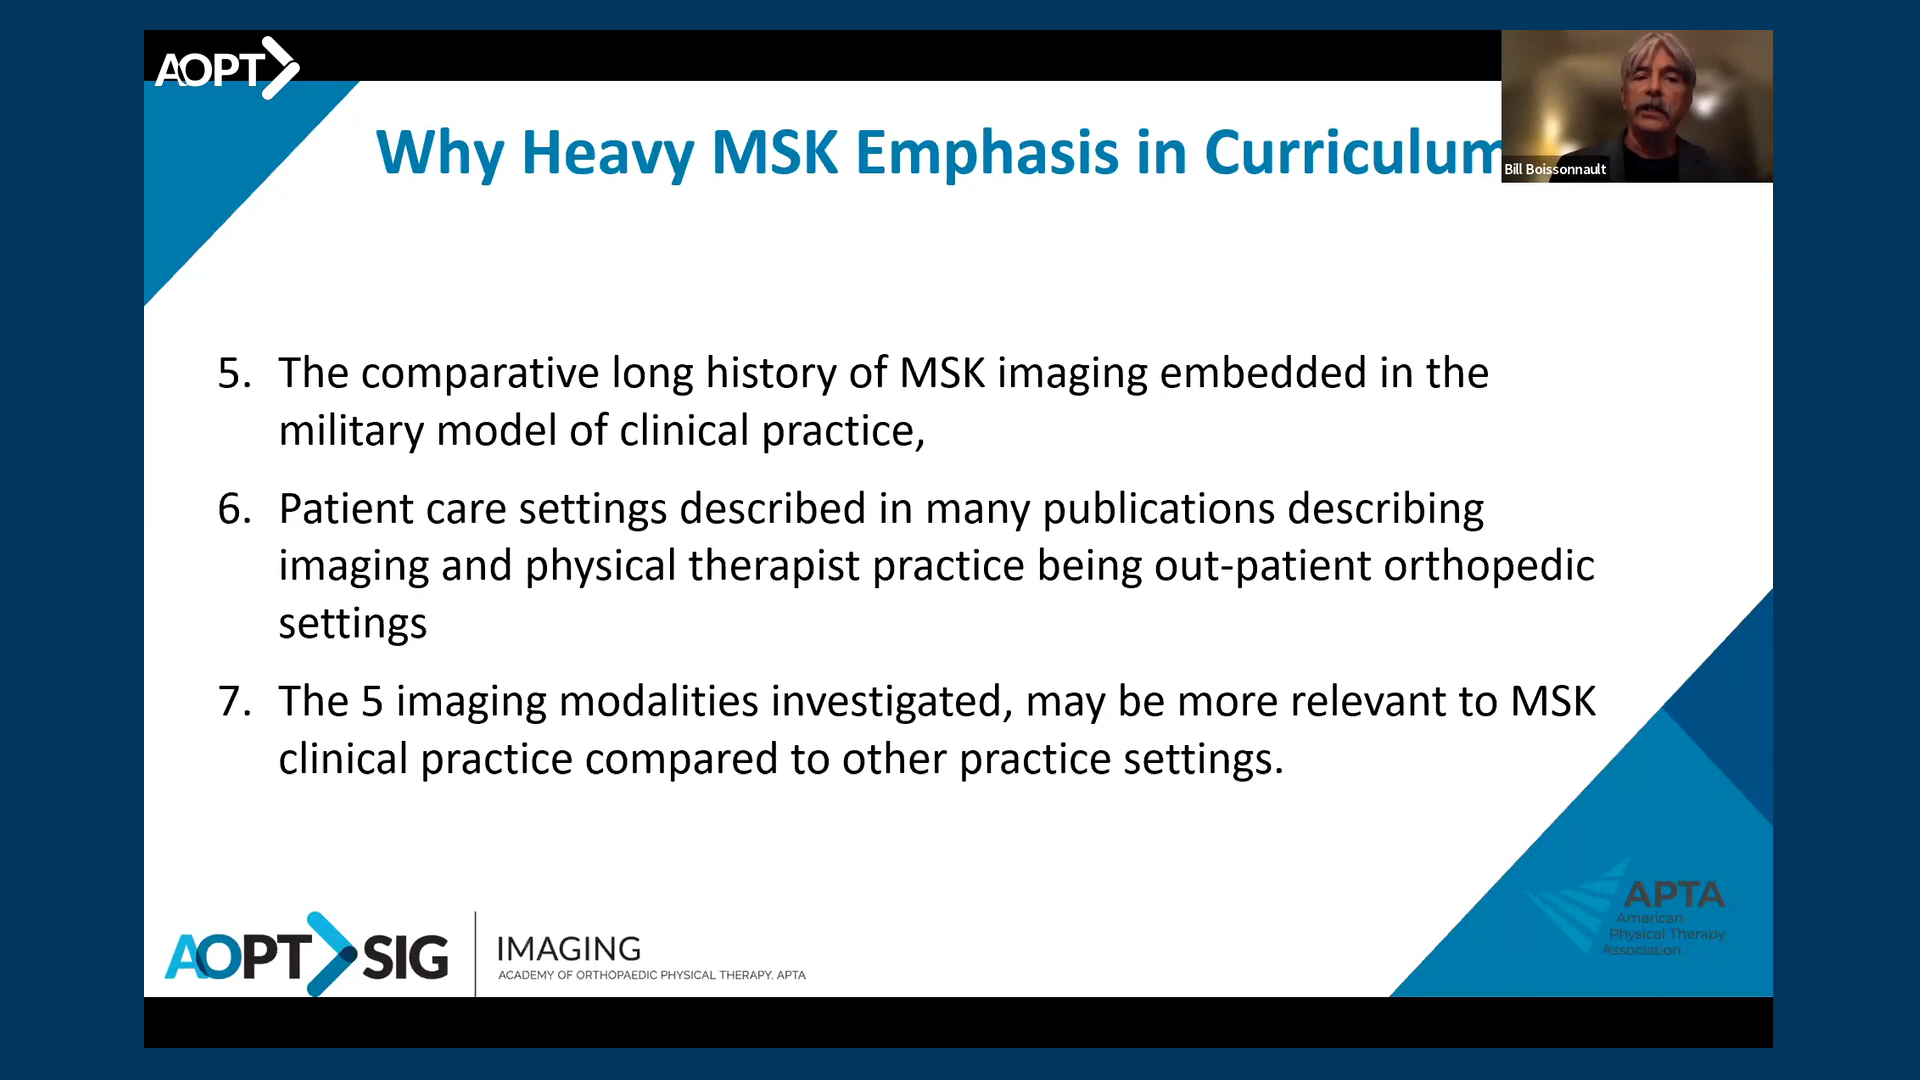 AOPT
Why Heavy MSK Emphasis in Curriculum
Bill Boissonnault
5. The comparative long history of MSK imaging embedded in the
military model of clinical practice,
6. Patient care settings described in many publications describing
imaging and physical therapist practice being out-patient orthopedic
settings
7. The 5 imaging modalities investigated, may be more relevant to MSK
clinical practice compared to other practice settings.
AOPT SIG
IMAGING
ACADEMY OF ORTHOPAEDIC PHYSICAL THERAPY, APTA
APTA
American
Physical Therapy
Association